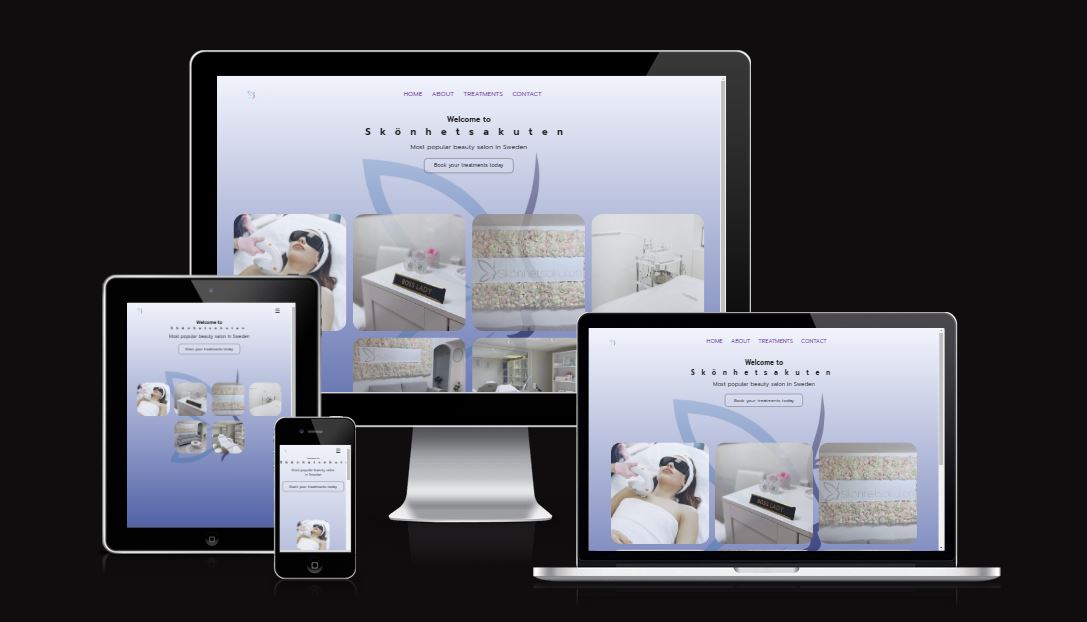 HOME ABOUT TREATMENTS CONTACT
Welcome to
Skönhetsakuten
Most popular beauty salon in Sweden
Book your treatments today
BOSS LADY
Skönhetsakuten
Welcome to
Skönhetsakuten
Most popular beauty salon in Sweden
Book your treatments today
Most popular beauty salon
in Sweden
Book your treatments today
HOME ABOUT TREATMENTS CONTACT
Welcome to
Skönhetsakuten
Most popular beauty salon in Sweden
Book your treatments today
BOSS LADY
Skönhetsakuten